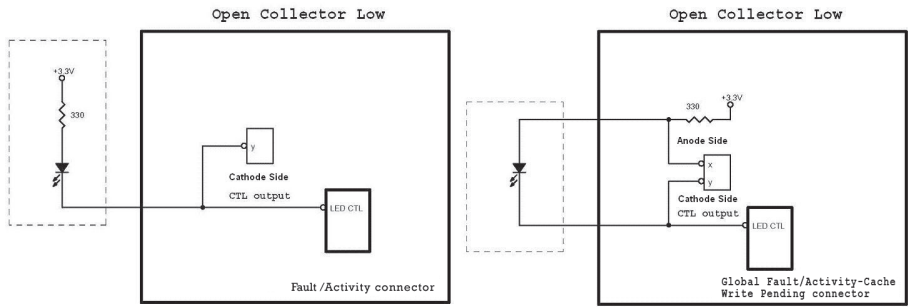 Open Collector Low
+3.3V
330
y
Cathode Side
CTL output
LED CTL
Fault /Activity connector
Open Collector Low
+3.3V
330
Anode Side
x
y
Cathode Side
CTL output
LED CTL
Global Fault/Activity-Cache
Write Pending connector